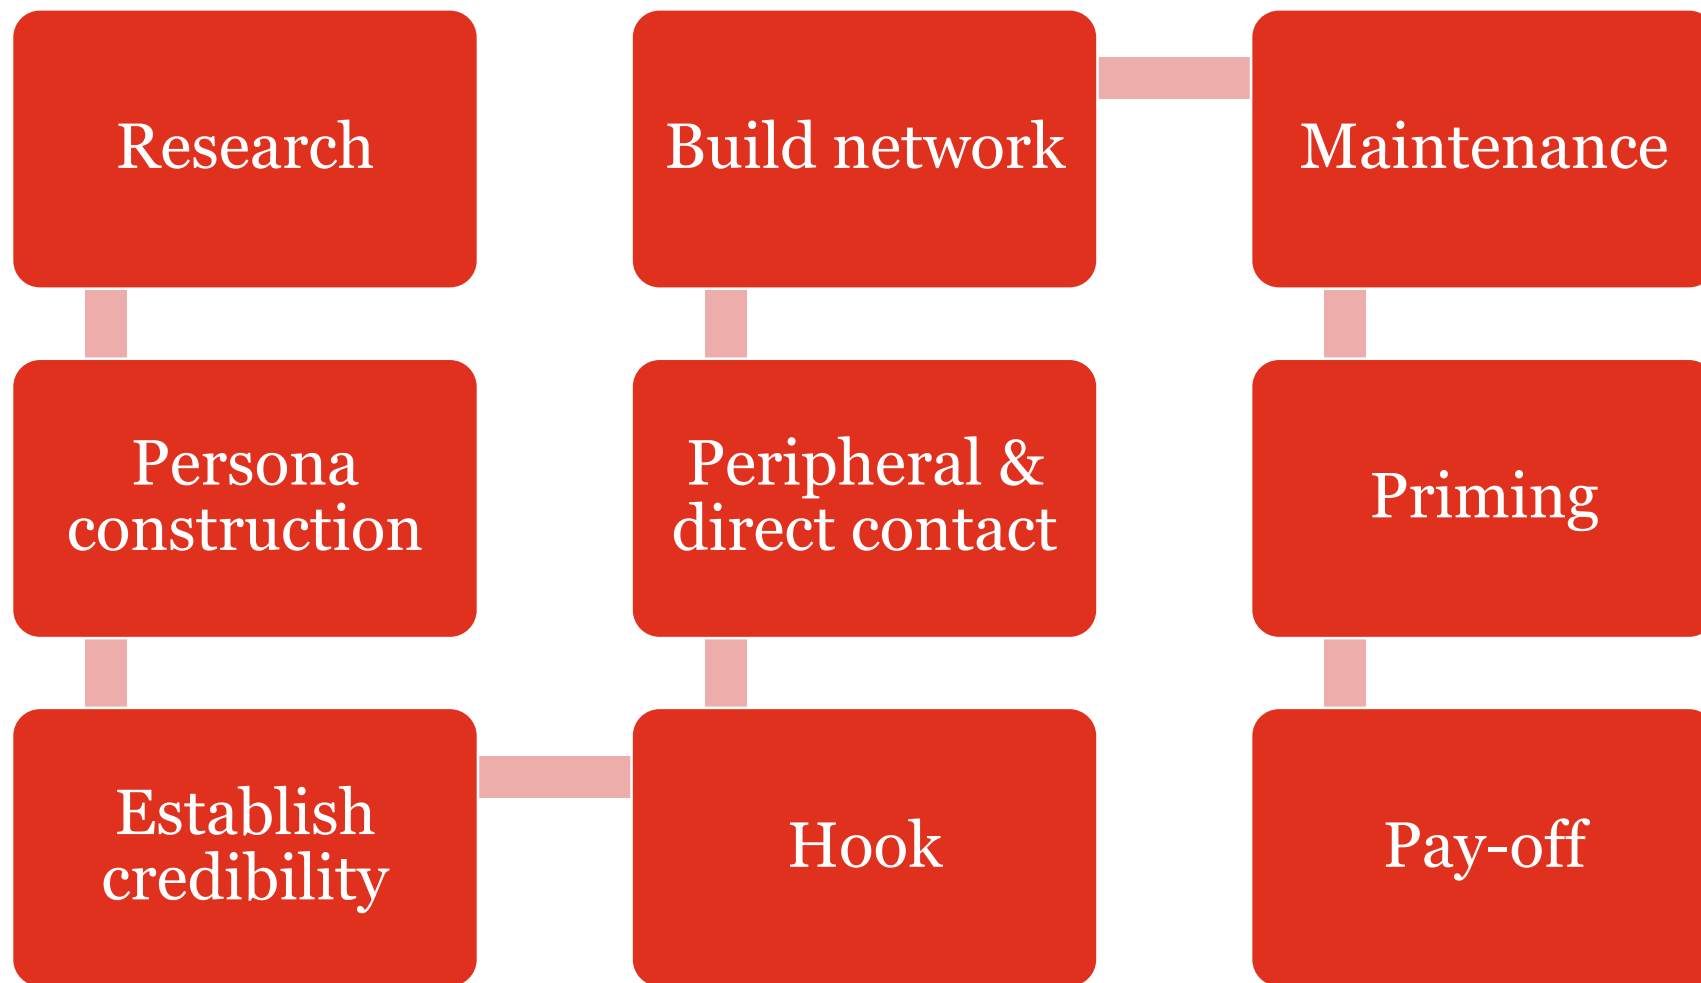 Research
Persona
construction
Establish
credibility
Hook
Peripheral &
direct contact
Build network
Maintenance
Priming
Pay-off